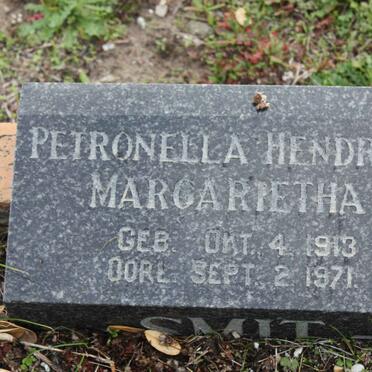 PETRONELLA HENDR
MARGARIETHA
GEB. OKT. 4. 1913
OORL. SEPT. 2. 1971.
SMIT